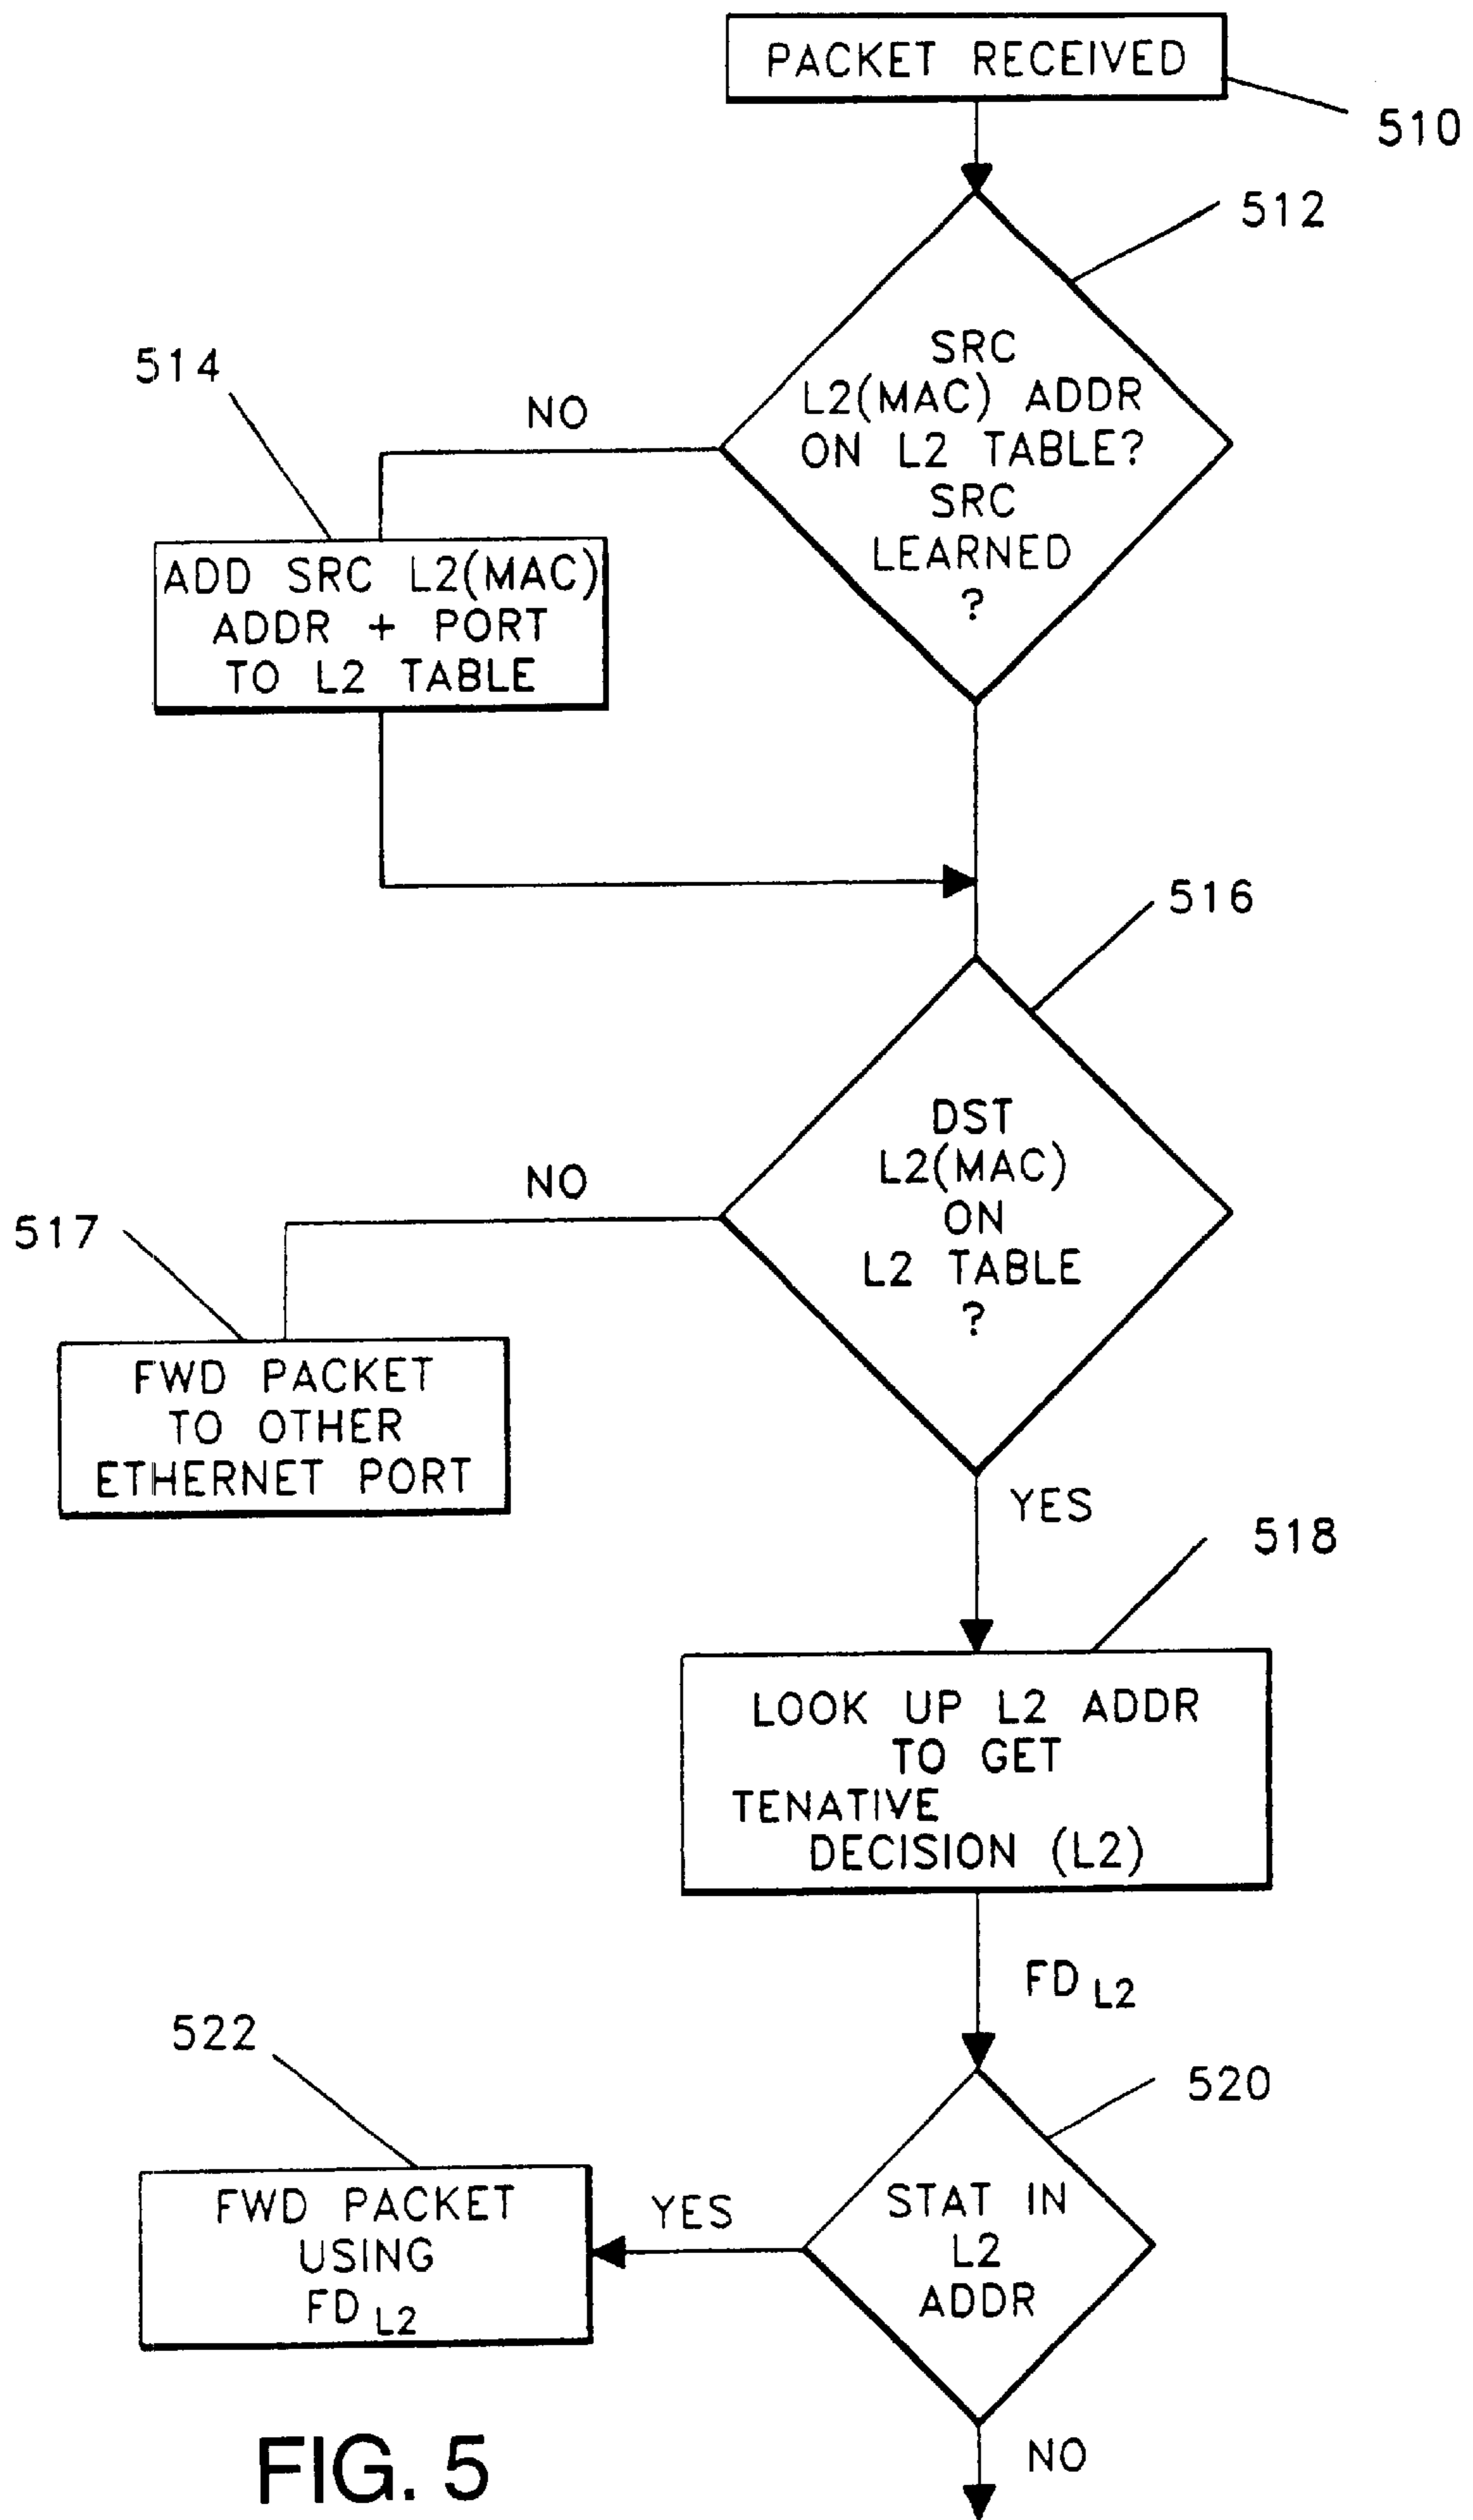 PACKET RECEIVED
510
512
SRC
L2(MAC) ADDR
ON L2 TABLE?
SRC
LEARNED
?
NO
514
ADD SRC L2(MAC)
ADDR + PORT
TO L2 TABLE
516
DST
L2(MAC)
ON
L2 TABLE
?
NO
517
FWD PACKET
TO OTHER
ETHERNET PORT
YES
518
LOOK UP L2 ADDR
TO GET
TENATIVE
DECISION (L2)
FD L2
520
STAT IN
L2
ADDR
YES
522
FWD PACKET
USING
FD L2
NO
FIG. 5